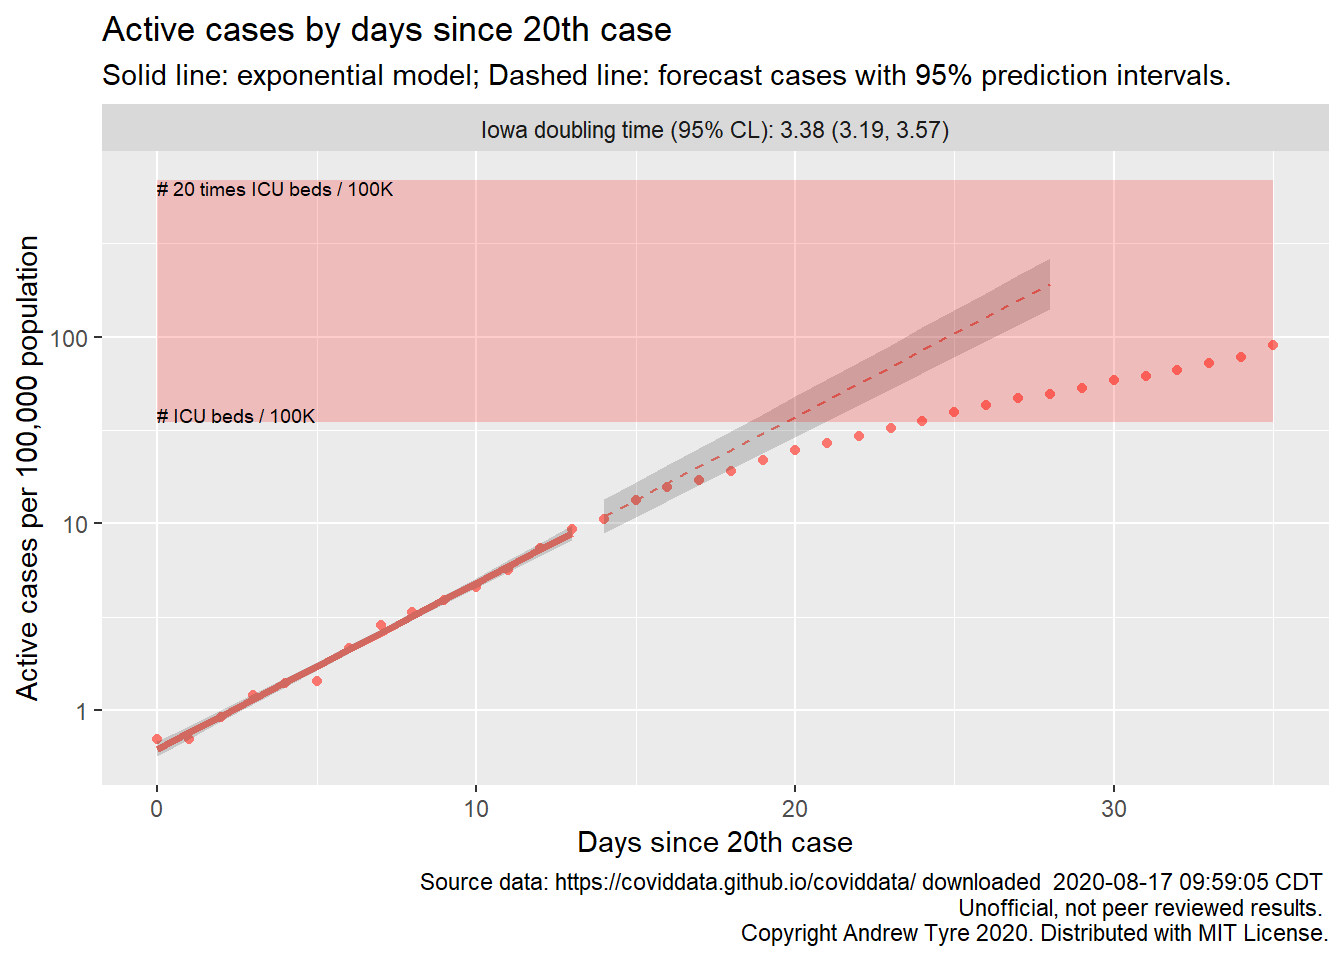 Active cases by days since 20th case
Solid line: exponential model; Dashed line: forecast cases with 95% prediction intervals.
Iowa doubling time (95% CL): 3.38 (3.19, 3.57)
# 20 times ICU beds / 100K
# ICU beds / 100K
Active cases per 100,000 population
100
10
1
0 10 20 30
Days since 20th case
Source data: https://coviddata.github.io/coviddata/ downloaded  2020-08-17 09:59:05 CDT
Unofficial, not peer reviewed results.
Copyright Andrew Tyre 2020. Distributed with MIT License.